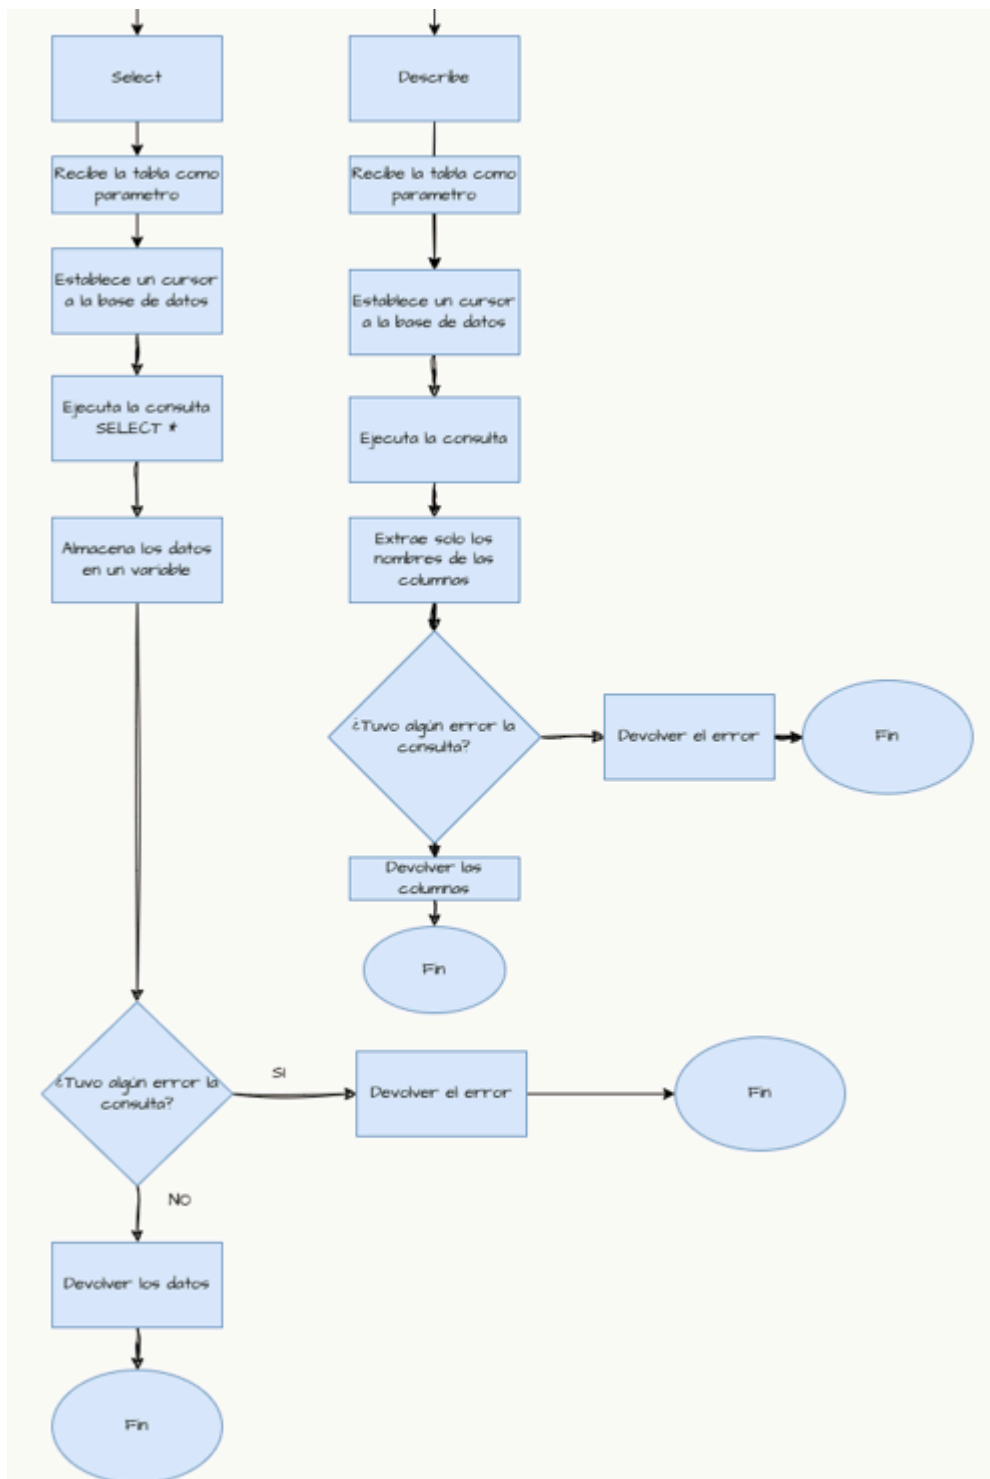 Select
Recibe la tabla como
parametro
Establece un cursor
a la base de datos
Ejecuta la consulta
SELECT *
Almacena los datos
en un variable
¿Tuvo algún error la
consulta?
SI
Devolver el error
Fin
NO
Devolver los datos
Fin
Describe
Recibe la tabla como
parametro
Establece un cursor
a la base de datos
Ejecuta la consulta
Extrae solo los
nombres de las
columnas
¿Tuvo algún error la
consulta?
Devolver el error
Fin
Devolver las
columnas
Fin